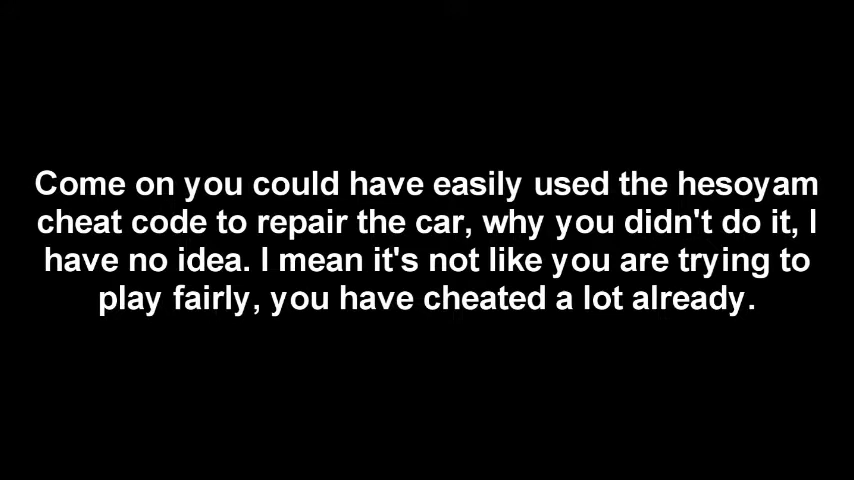 Come on you could have easily used the hesoyam
cheat code to repair the car, why you didn't do it, I
have no idea. I mean it's not like you are trying to
play fairly, you have cheated a lot already.